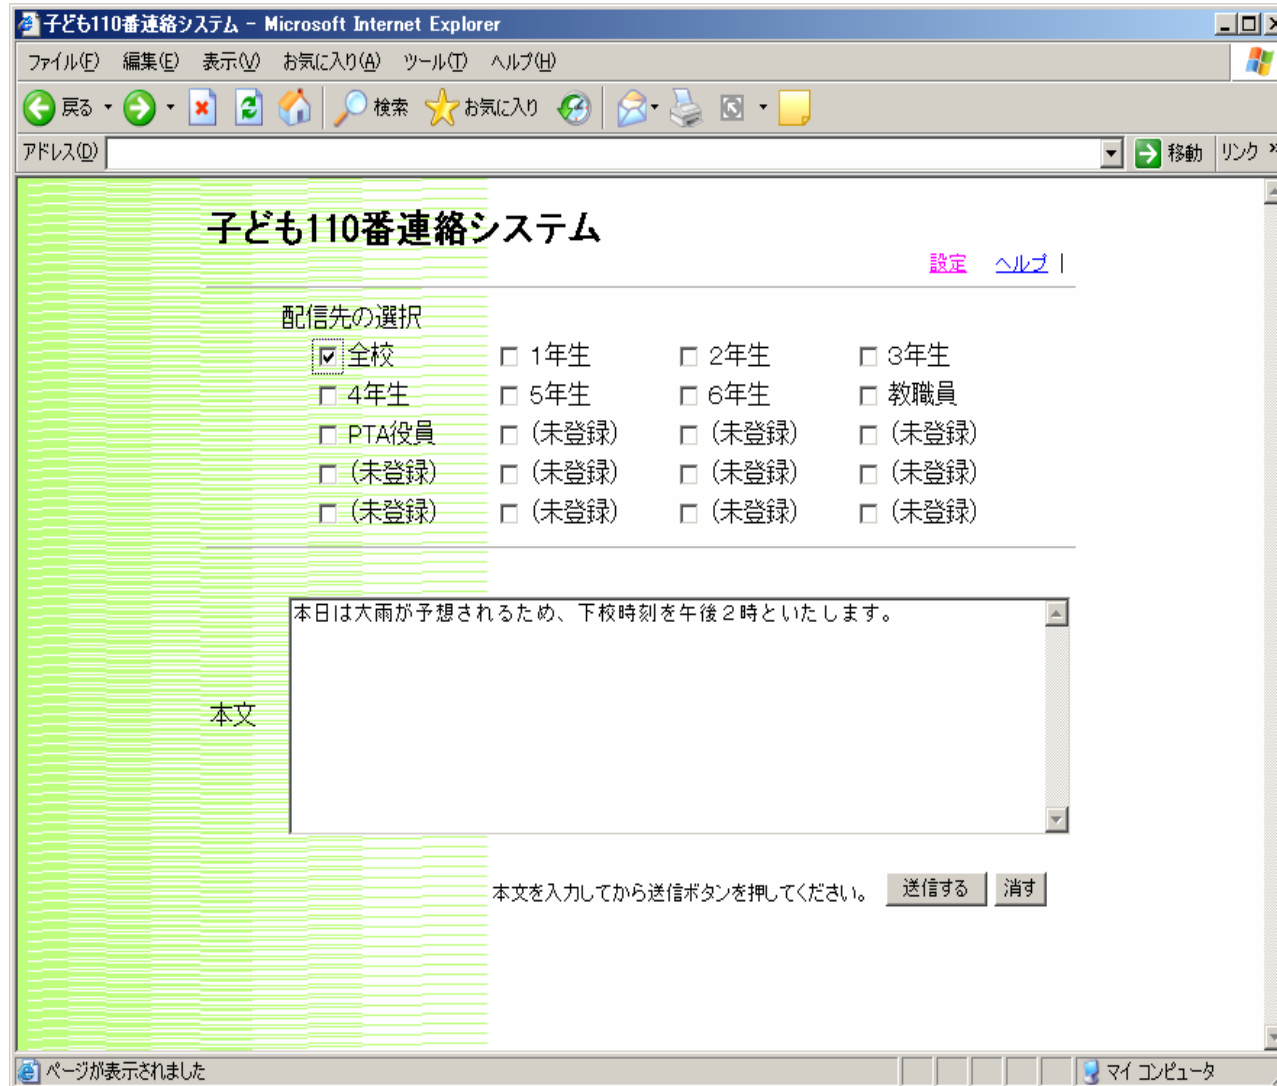 子ども110番連絡システム - Microsoft Internet Explorer
ファイル(F) 編集(E) 表示(V) お気に入り(A) ツール(T) ヘルプ(H)
戻る 検索 お気に入り
アドレス(D) 移動 リンク »
子ども110番連絡システム
設定 ヘルプ |
配信先の選択
全校 1年生 2年生 3年生
4年生 5年生 6年生 教職員
PTA役員 (未登録) (未登録) (未登録)
(未登録) (未登録) (未登録) (未登録)
(未登録) (未登録) (未登録) (未登録)
本日は大雨が予想されるため、下校時刻を午後２時といたします。
本文
本文を入力してから送信ボタンを押してください。 送信する 消す
ページが表示されました マイ コンピュータ